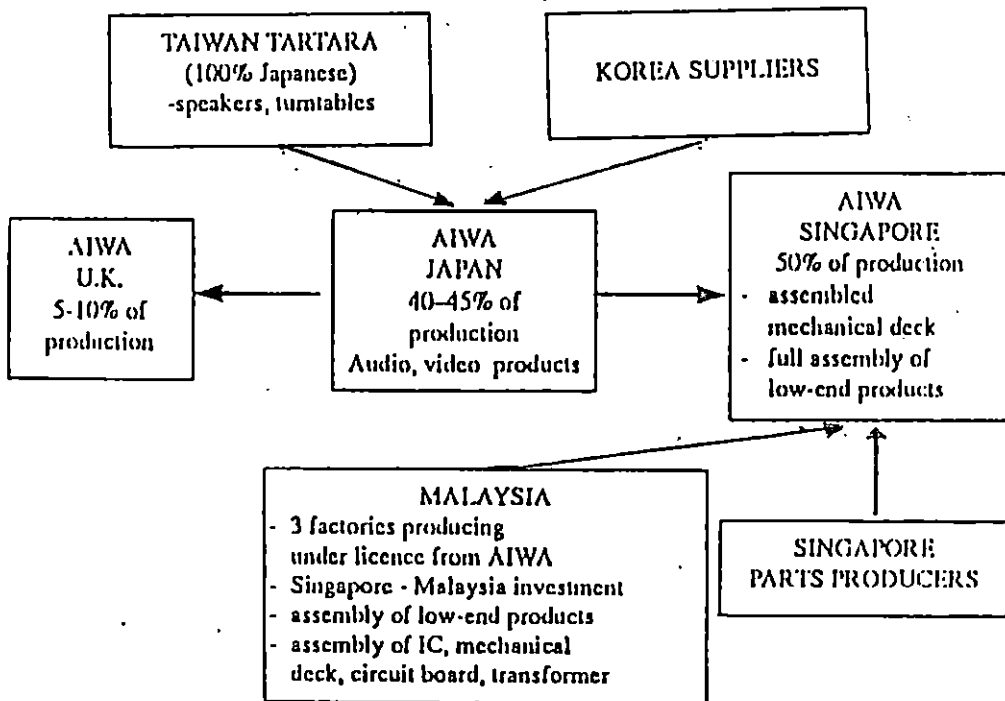 TAIWAN TARTARA
(100% Japanese)
-speakers, turntables
KOREA SUPPLIERS
AIWA
U.K.
5-10% of
production
AIWA
JAPAN
40–45% of
production
Audio, video products
AIWA
SINGAPORE
50% of production
- assembled
mechanical deck
- full assembly of
low-end products
MALAYSIA
- 3 factories producing
under licence from AIWA
- Singapore - Malaysia investment
- assembly of low-end products
- assembly of IC, mechanical
deck, circuit board, transformer
SINGAPORE
PARTS PRODUCERS